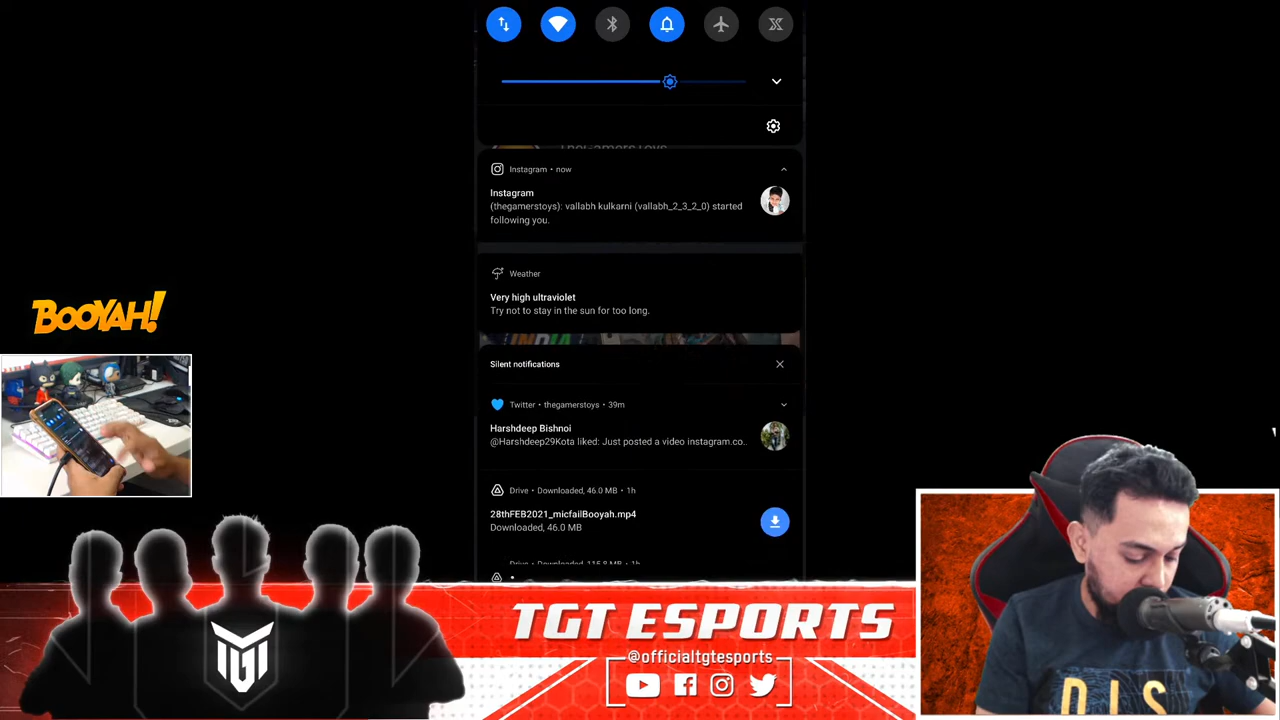 Instagram • now
Instagram
(thegamerstoys): vallabh kulkarni (vallabh_2_3_2_0) started
following you.
Weather
Very high ultraviolet
Try not to stay in the sun for too long.
Silent notifications
Twitter • thegamerstoys • 39m
Harshdeep Bishnoi
@Harshdeep29Kota liked: Just posted a video instagram.co..
Drive • Downloaded, 46.0 MB • 1h
28thFEB2021_micfailBooyah.mp4
Downloaded, 46.0 MB
BOOYAH!
TGT ESPORTS
@officialtgtesports
TGT